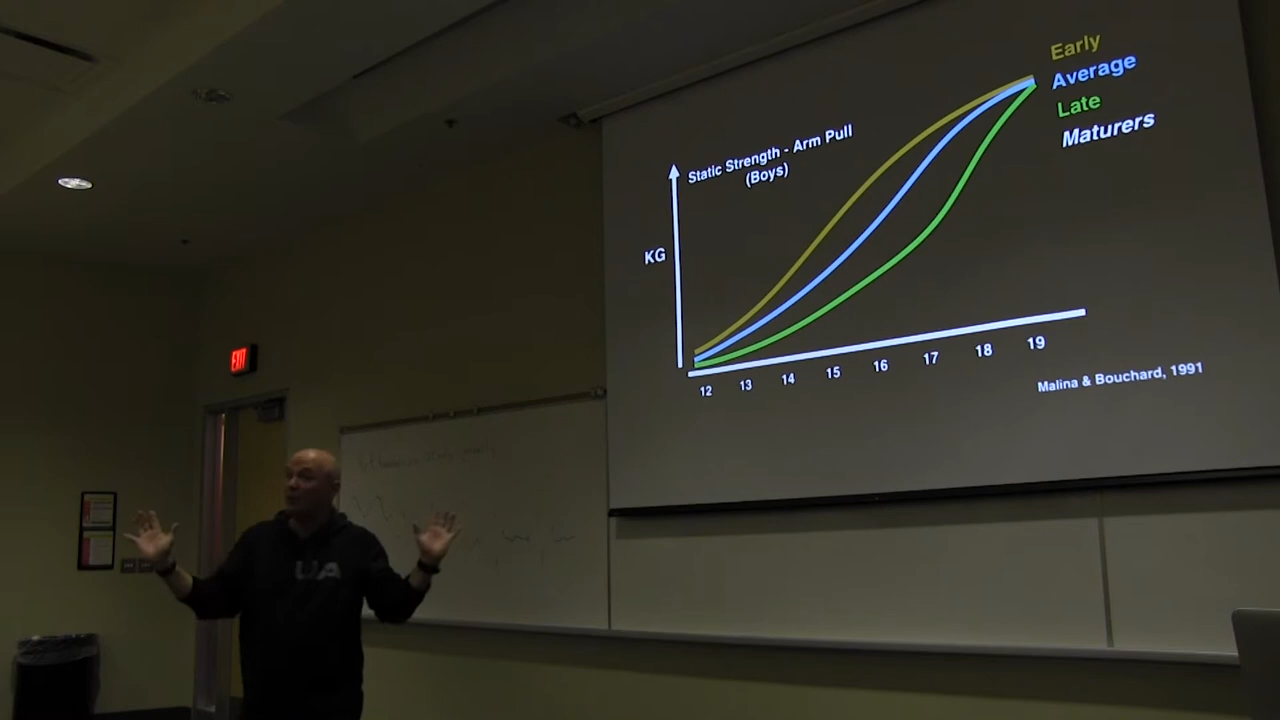 Early
Average
Late
Maturers
Static Strength - Arm Pull
(Boys)
KG
12 13 14 15 16 17 18 19
Malina & Bouchard, 1991
EXIT
UA